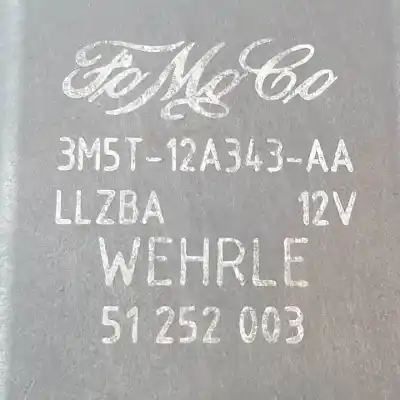 FoMoCo
3M5T-12A343-AA
LLZBA 12V
WEHRLE
51 252 003